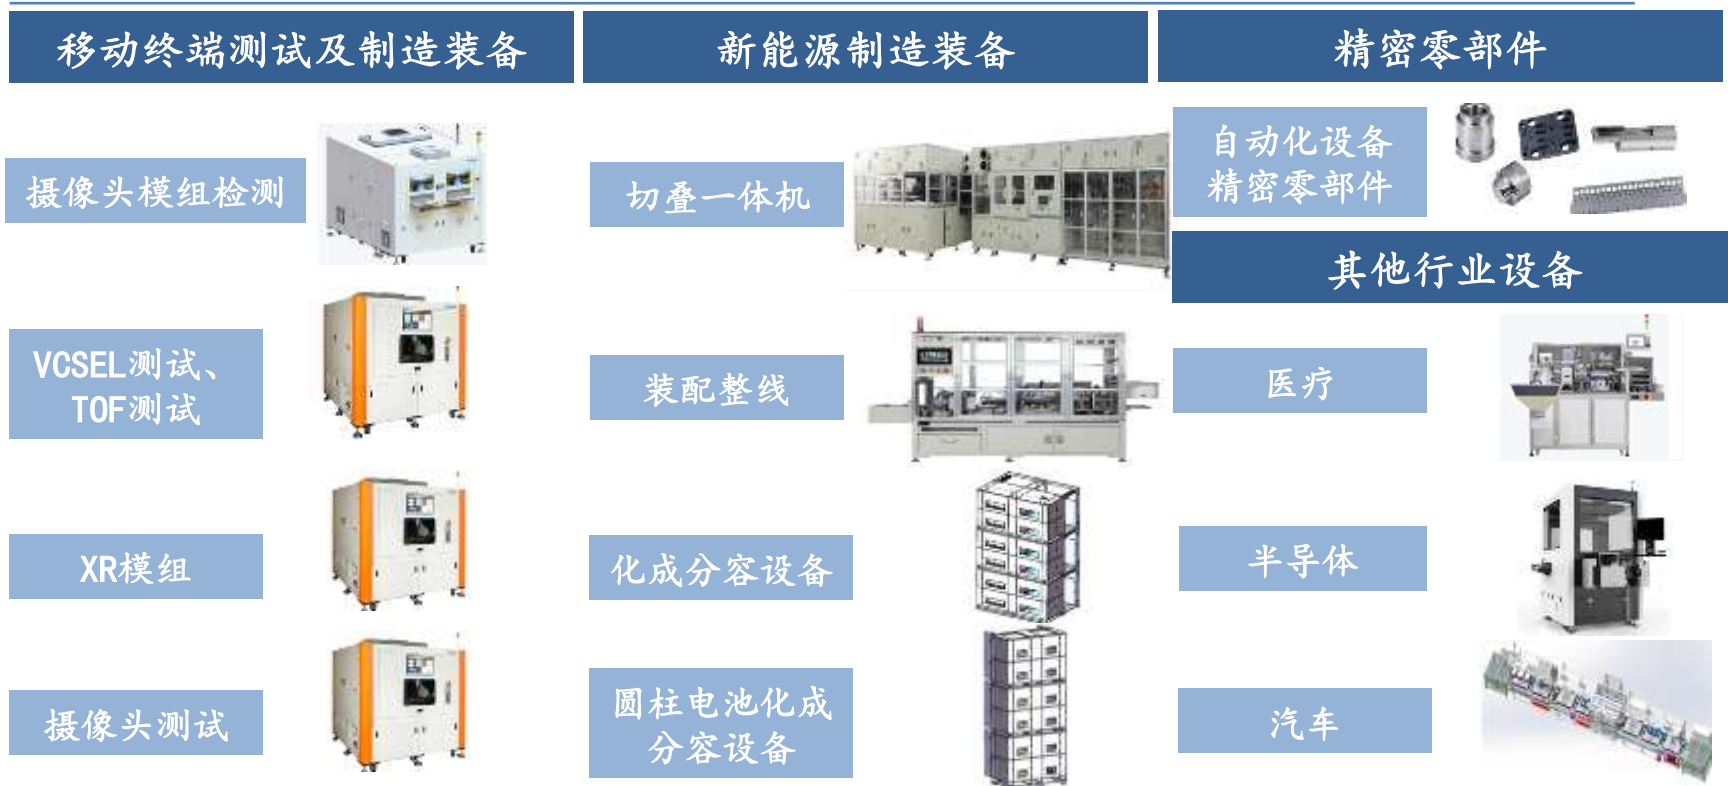 移动终端测试及制造装备
摄像头模组检测
VCSEL测试、
TOF测试
XR模组
摄像头测试
新能源制造装备
切叠一体机
装配整线
化成分容设备
圆柱电池化成
分容设备
精密零部件
自动化设备
精密零部件
其他行业设备
医疗
半导体
汽车